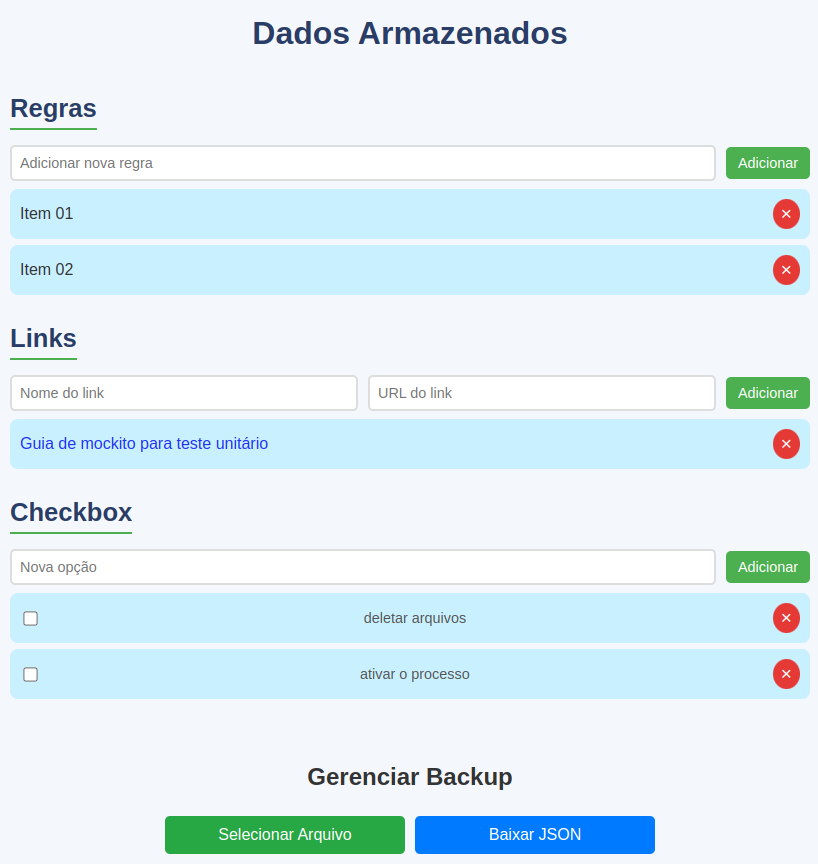 Dados Armazenados
Regras
Adicionar nova regra Adicionar
Item 01 ×
Item 02 ×
Links
Nome do link URL do link Adicionar
Guia de mockito para teste unitário ×
Checkbox
Nova opção Adicionar
deletar arquivos ×
ativar o processo ×
Gerenciar Backup
Selecionar Arquivo Baixar JSON